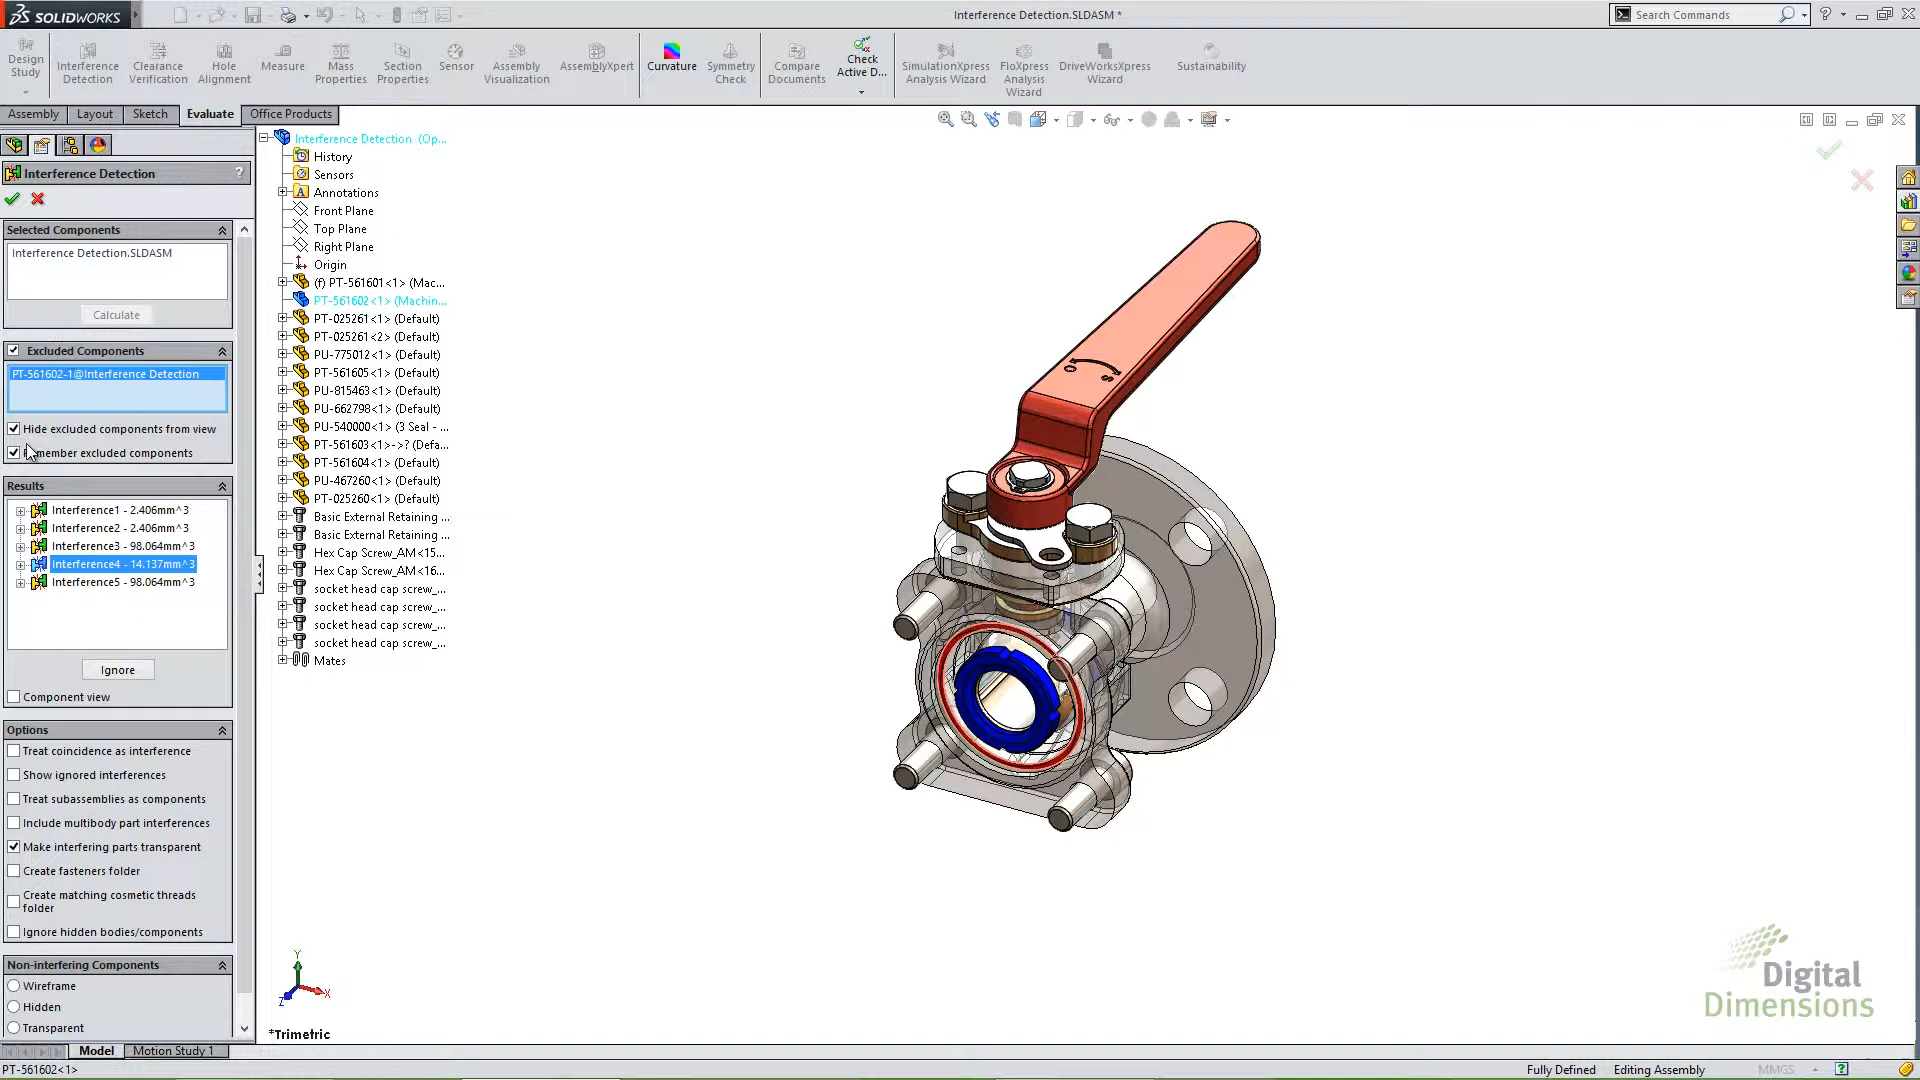 SOLIDWORKS
Interference Detection.SLDASM *
Search Commands
Design Study
Interference Detection
Clearance Verification
Hole Alignment
Measure
Mass Properties
Section Properties
Sensor
Assembly Visualization
AssemblyXpert
Curvature
Symmetry Check
Compare Documents
Check Active D...
SimulationXpress Analysis Wizard
FloXpress Analysis Wizard
DriveWorksXpress Wizard
Sustainability
Assembly
Layout
Sketch
Evaluate
Office Products
Interference Detection
?
Selected Components
Interference Detection.SLDASM
Calculate
Excluded Components
PT-561602-1@Interference Detection
Hide excluded components from view
member excluded components
Results
Interference1 - 2.406mm^3
Interference2 - 2.406mm^3
Interference3 - 98.064mm^3
Interference4 - 14.137mm^3
Interference5 - 98.064mm^3
Ignore
Component view
Options
Treat coincidence as interference
Show ignored interferences
Treat subassemblies as components
Include multibody part interferences
Make interfering parts transparent
Create fasteners folder
Create matching cosmetic threads
folder
Ignore hidden bodies/components
Non-interfering Components
Wireframe
Hidden
Transparent
Interference Detection (Op...
History
Sensors
Annotations
Front Plane
Top Plane
Right Plane
Origin
(f) PT-561601<1> (Mac...
PT-561602<1> (Machin...
PT-025261<1> (Default)
PT-025261<2> (Default)
PU-775012<1> (Default)
PT-561605<1> (Default)
PU-815463<1> (Default)
PU-662798<1> (Default)
PU-540000<1> (3 Seal - ...
PT-561603<1>->? (Defa...
PT-561604<1> (Default)
PU-467260<1> (Default)
PT-025260<1> (Default)
Basic External Retaining ...
Basic External Retaining ...
Hex Cap Screw_AM<15...
Hex Cap Screw_AM<16...
socket head cap screw_...
socket head cap screw_...
socket head cap screw_...
socket head cap screw_...
Mates
O
S
Y
X
Z
*Trimetric
Digital
Dimensions
Model
Motion Study 1
PT-561602<1>
Fully Defined
Editing Assembly
MMGS
?